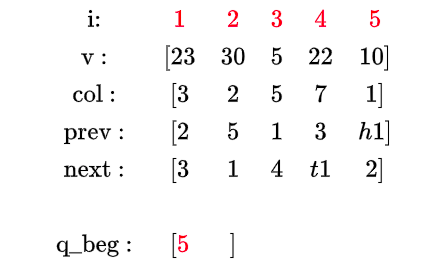 i: 1 2 3 4 5
v : [23 30 5 22 10]
col : [3 2 5 7 1]
prev : [2 5 1 3 h1]
next : [3 1 4 t1 2]
q_beg : [5 ]